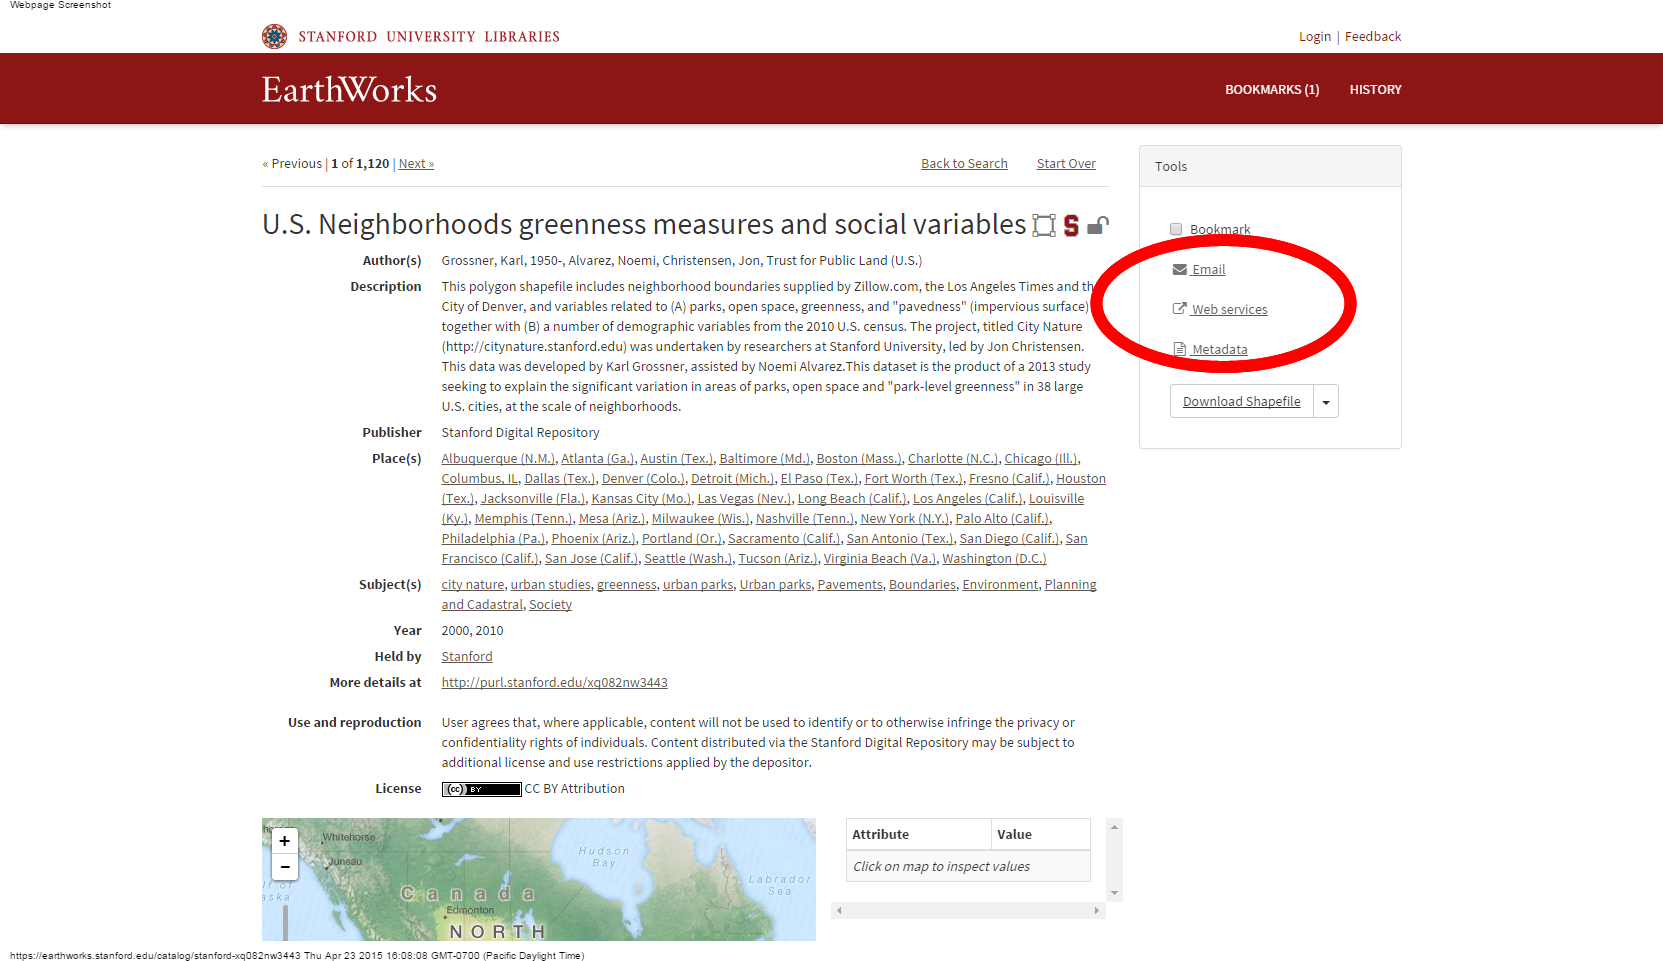 Webpage Screenshot
STANFORD UNIVERSITY LIBRARIES
Login | Feedback
EarthWorks
BOOKMARKS (1) HISTORY
« Previous | 1 of 1,120 | Next »
Back to Search Start Over
U.S. Neighborhoods greenness measures and social variables
Author(s) Grossner, Karl, 1950-, Alvarez, Noemi, Christensen, Jon, Trust for Public Land (U.S.)
Description This polygon shapefile includes neighborhood boundaries supplied by Zillow.com, the Los Angeles Times and
City of Denver, and variables related to (A) parks, open space, greenness, and "pavedness" (impervious surface)
together with (B) a number of demographic variables from the 2010 U.S. census. The project, titled City Nature
(http://citynature.stanford.edu) was undertaken by researchers at Stanford University, led by Jon Christensen.
This data was developed by Karl Grossner, assisted by Noemi Alvarez.This dataset is the product of a 2013 study
seeking to explain the significant variation in areas of parks, open space and "park-level greenness" in 38 large
U.S. cities, at the scale of neighborhoods.
Publisher Stanford Digital Repository
Place(s) Albuquerque (N.M.), Atlanta (Ga.), Austin (Tex.), Baltimore (Md.), Boston (Mass.), Charlotte (N.C.), Chicago (Ill.),
Columbus, IL, Dallas (Tex.), Denver (Colo.), Detroit (Mich.), El Paso (Tex.), Fort Worth (Tex.), Fresno (Calif.), Houston
(Tex.), Jacksonville (Fla.), Kansas City (Mo.), Las Vegas (Nev.), Long Beach (Calif.), Los Angeles (Calif.), Louisville
(Ky.), Memphis (Tenn.), Mesa (Ariz.), Milwaukee (Wis.), Nashville (Tenn.), New York (N.Y.), Palo Alto (Calif.),
Philadelphia (Pa.), Phoenix (Ariz.), Portland (Or.), Sacramento (Calif.), San Antonio (Tex.), San Diego (Calif.), San
Francisco (Calif.), San Jose (Calif.), Seattle (Wash.), Tucson (Ariz.), Virginia Beach (Va.), Washington (D.C.)
Subject(s) city nature, urban studies, greenness, urban parks, Urban parks, Pavements, Boundaries, Environment, Planning
and Cadastral, Society
Year 2000, 2010
Held by Stanford
More details at http://purl.stanford.edu/xq082nw3443
Use and reproduction User agrees that, where applicable, content will not be used to identify or to otherwise infringe the privacy or
confidentiality rights of individuals. Content distributed via the Stanford Digital Repository may be subject to
additional license and use restrictions applied by the depositor.
License (cc) BY CC BY Attribution
Tools
Bookmark
Email
Web services
Metadata
Download Shapefile
+
−
Whitehorse
Juneau
Hudson
Bay
Labrador
Sea
Canada
Edmonton
NORTH
Attribute Value
Click on map to inspect values
https://earthworks.stanford.edu/catalog/stanford-xq082nw3443 Thu Apr 23 2015 16:08:08 GMT-0700 (Pacific Daylight Time)